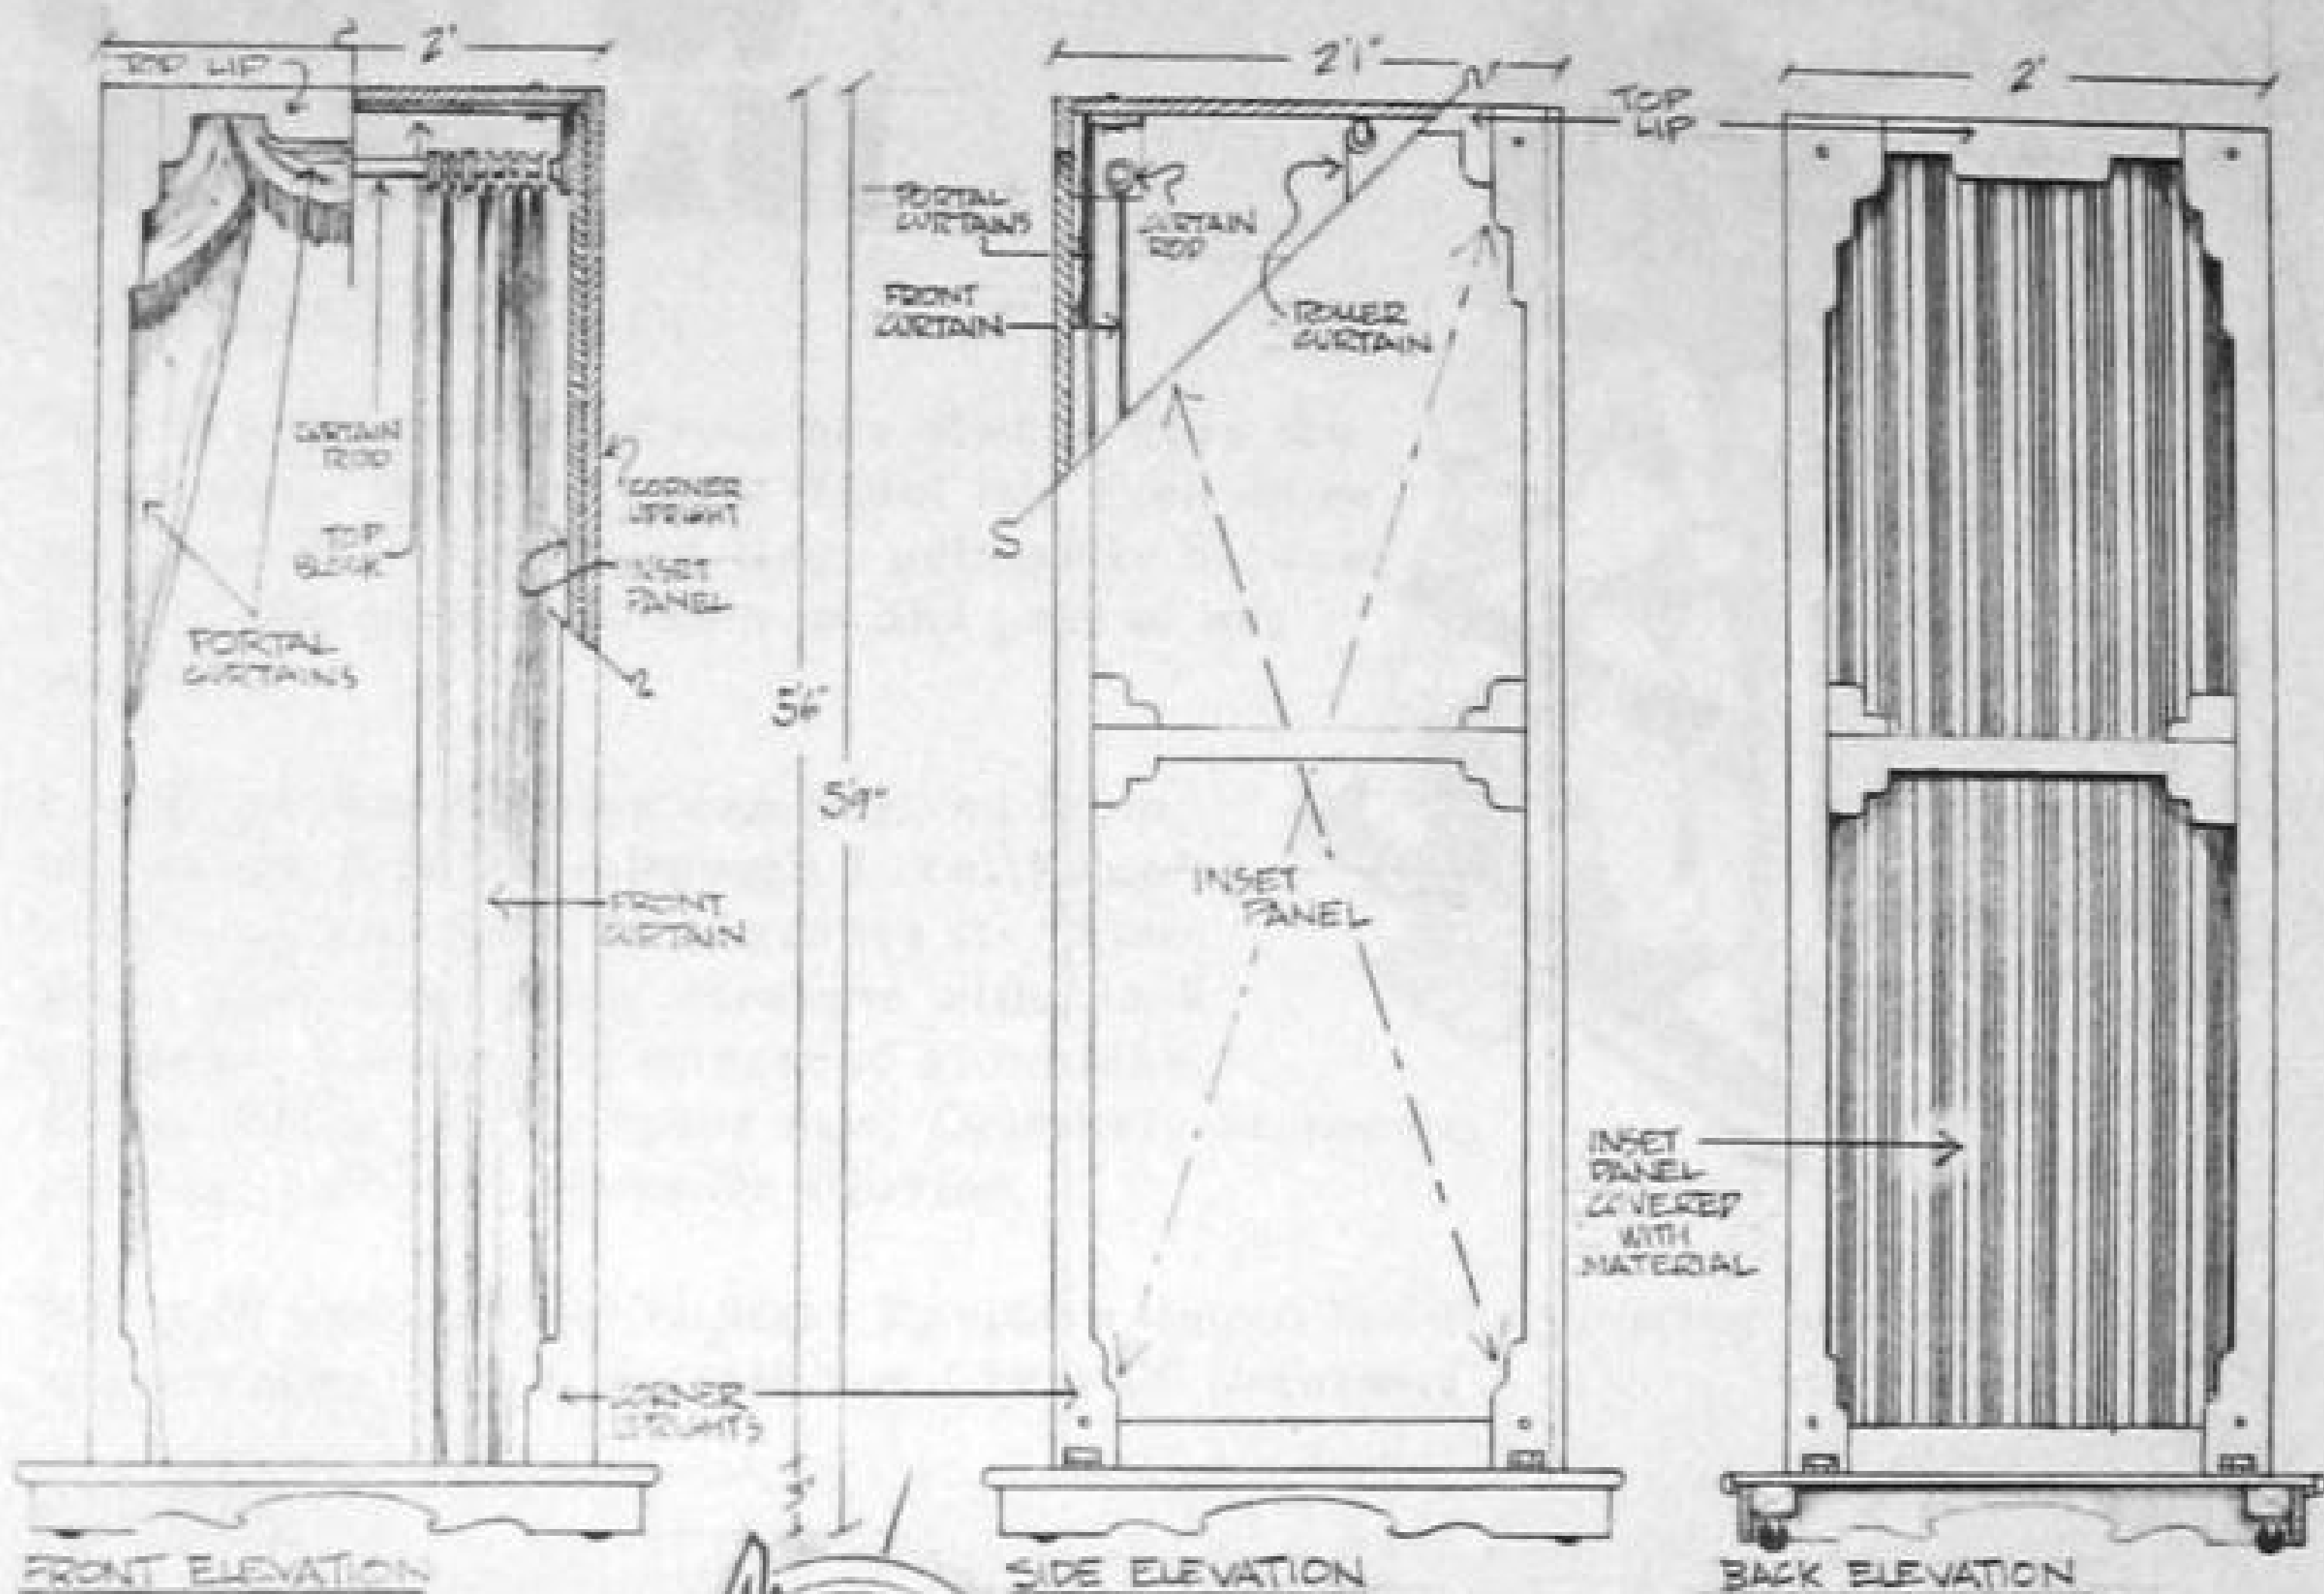 2'
TOP LIP
CURTAIN
ROD
TOP
BLOCK
PORTAL
CURTAINS
CORNER
UPRIGHT
INSET
PANEL
FRONT
CURTAIN
CORNER
UPRIGHTS
FRONT ELEVATION
5'6"
5'9"
3"
2'1"
PORTAL
CURTAINS
CURTAIN
ROD
FRONT
CURTAIN
ROLLER
CURTAIN
INSET
PANEL
SIDE ELEVATION
TOP
LIP
2'
INSET
PANEL
COVERED
WITH
MATERIAL
BACK ELEVATION